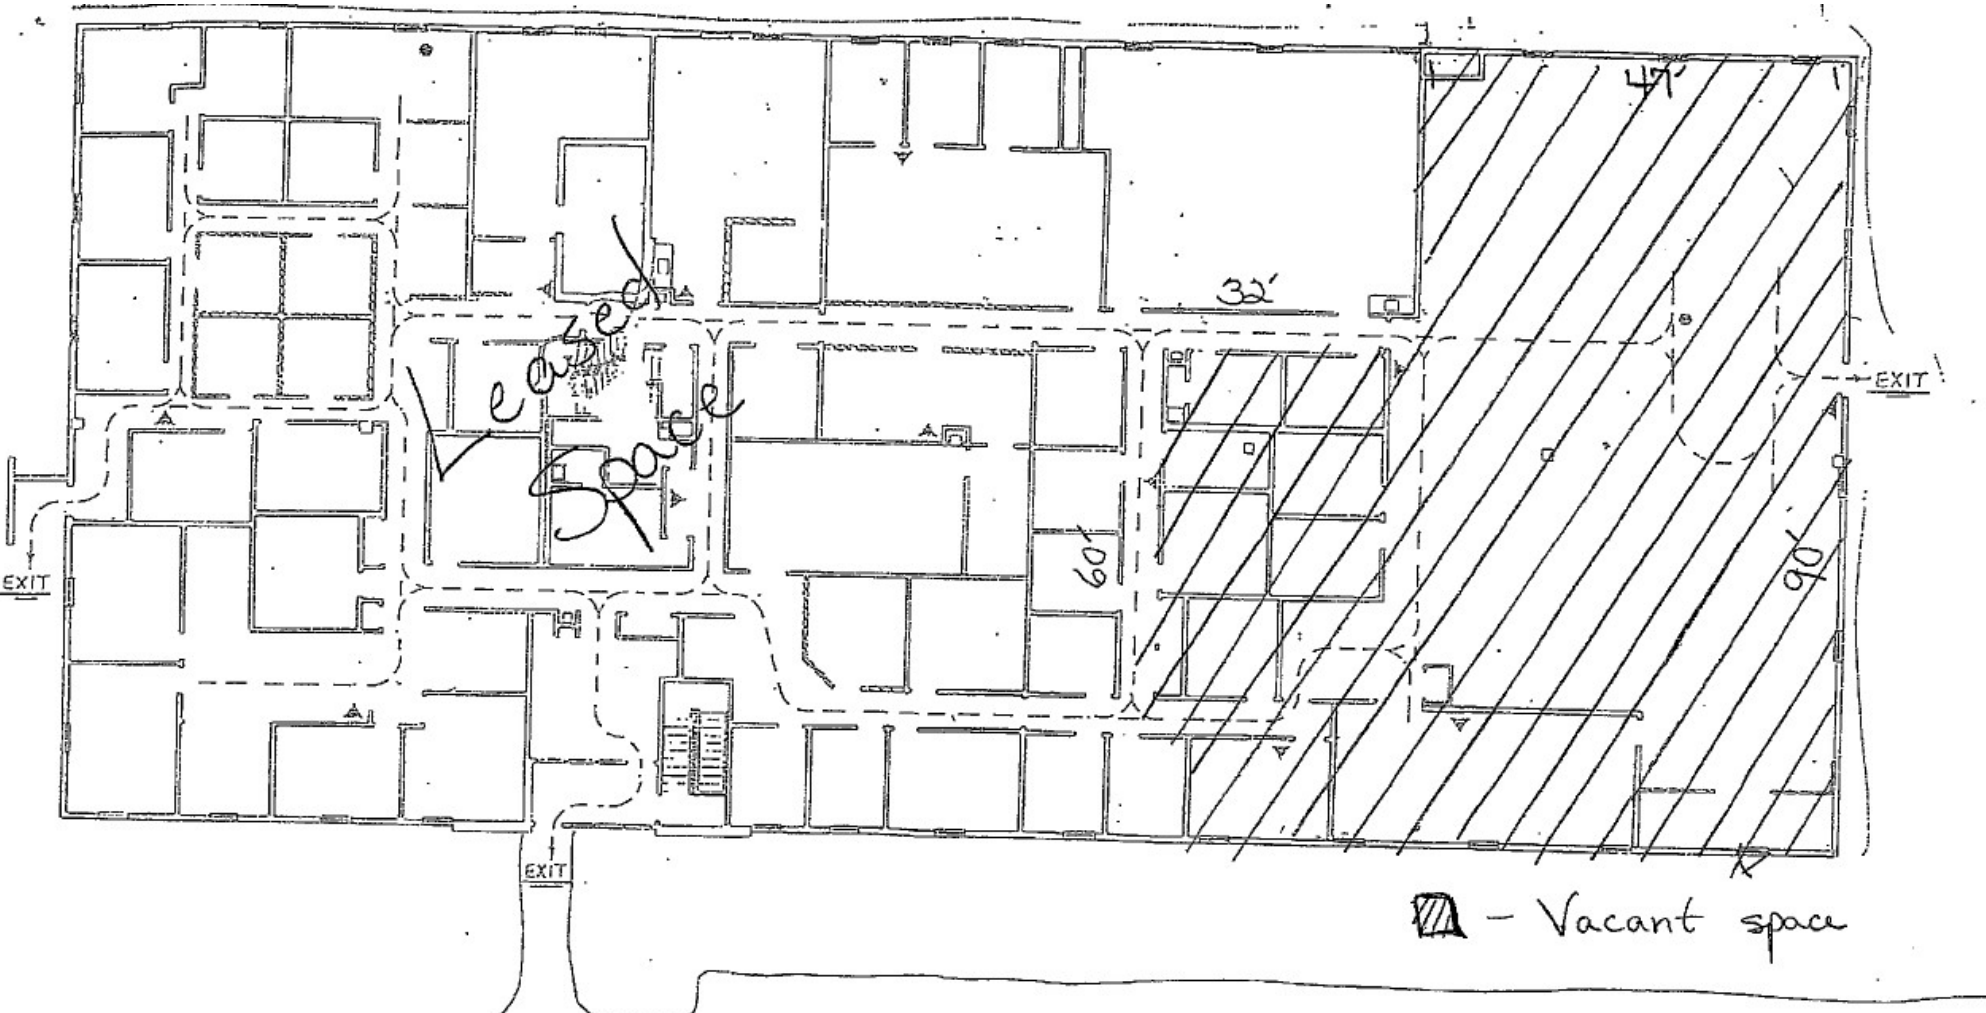 47'
32'
Leased
Space
EXIT
60'
90'
EXIT
EXIT
- Vacant space